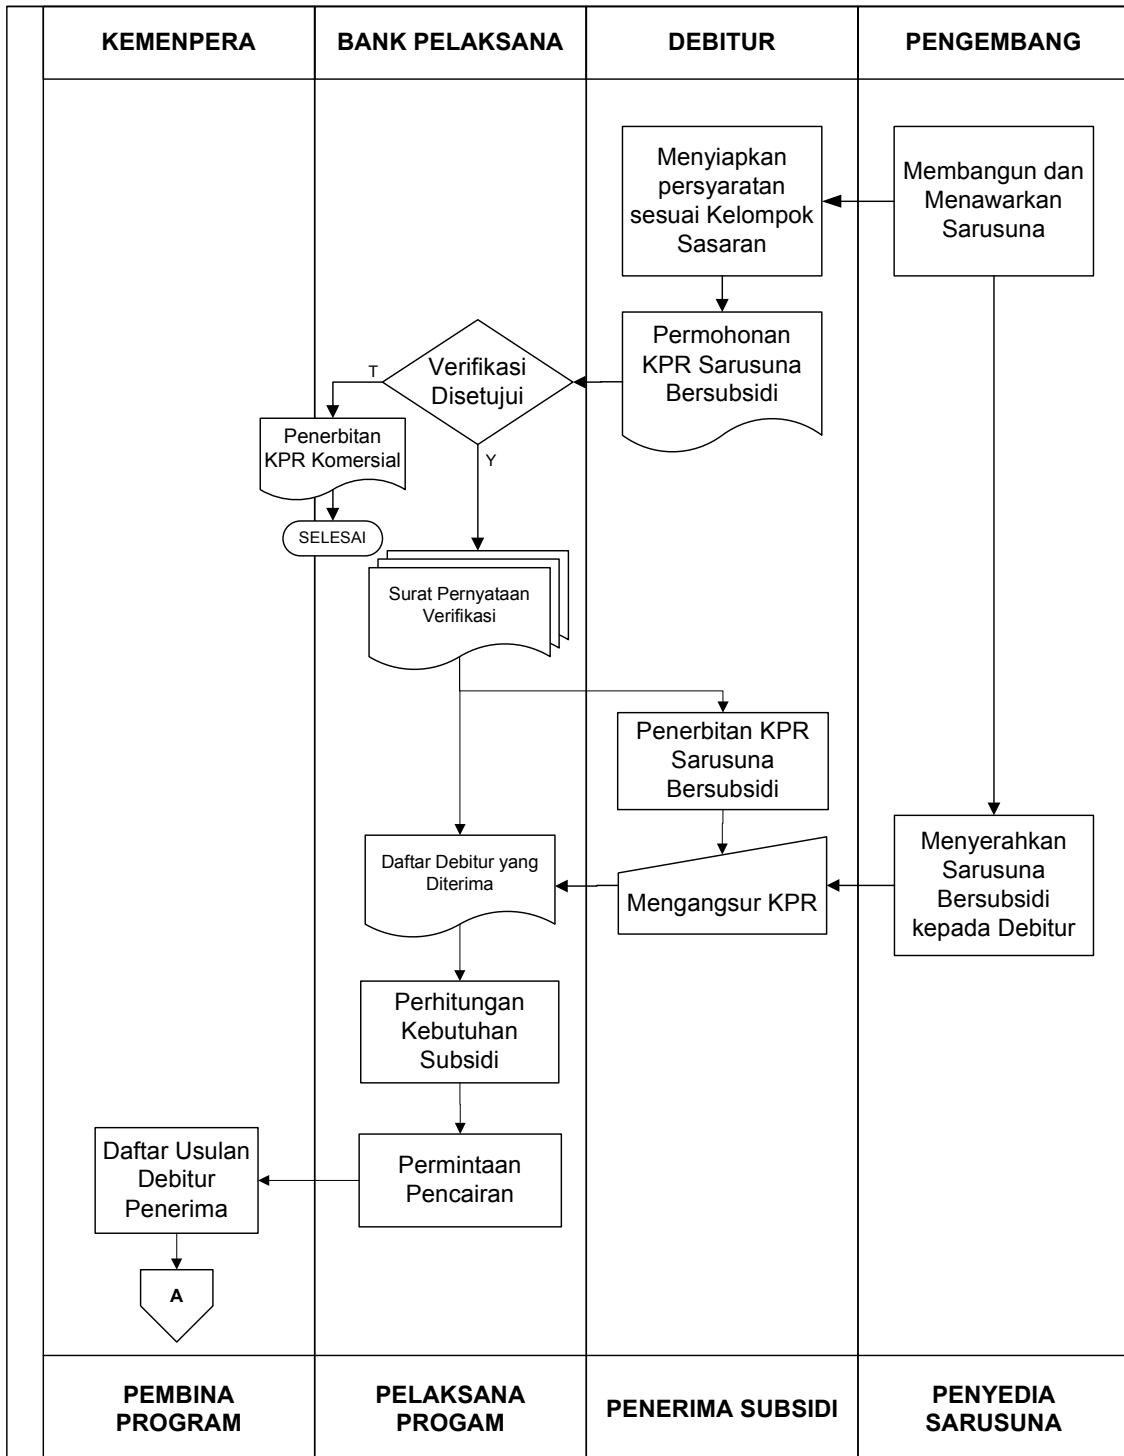 KEMENPERA
BANK PELAKSANA
DEBITUR
PENGEMBANG
Menyiapkan
persyaratan
sesuai Kelompok
Sasaran
Membangun dan
Menawarkan
Sarusuna
Permohonan
KPR Sarusuna
Bersubsidi
Verifikasi
Disetujui
T
Y
Penerbitan
KPR Komersial
SELESAI
Surat Pernyataan
Verifikasi
Penerbitan KPR
Sarusuna
Bersubsidi
Menyerahkan
Sarusuna
Bersubsidi
kepada Debitur
Mengangsur KPR
Daftar Debitur yang
Diterima
Perhitungan
Kebutuhan
Subsidi
Permintaan
Pencairan
Daftar Usulan
Debitur
Penerima
A
PEMBINA
PROGRAM
PELAKSANA
PROGAM
PENERIMA SUBSIDI
PENYEDIA
SARUSUNA